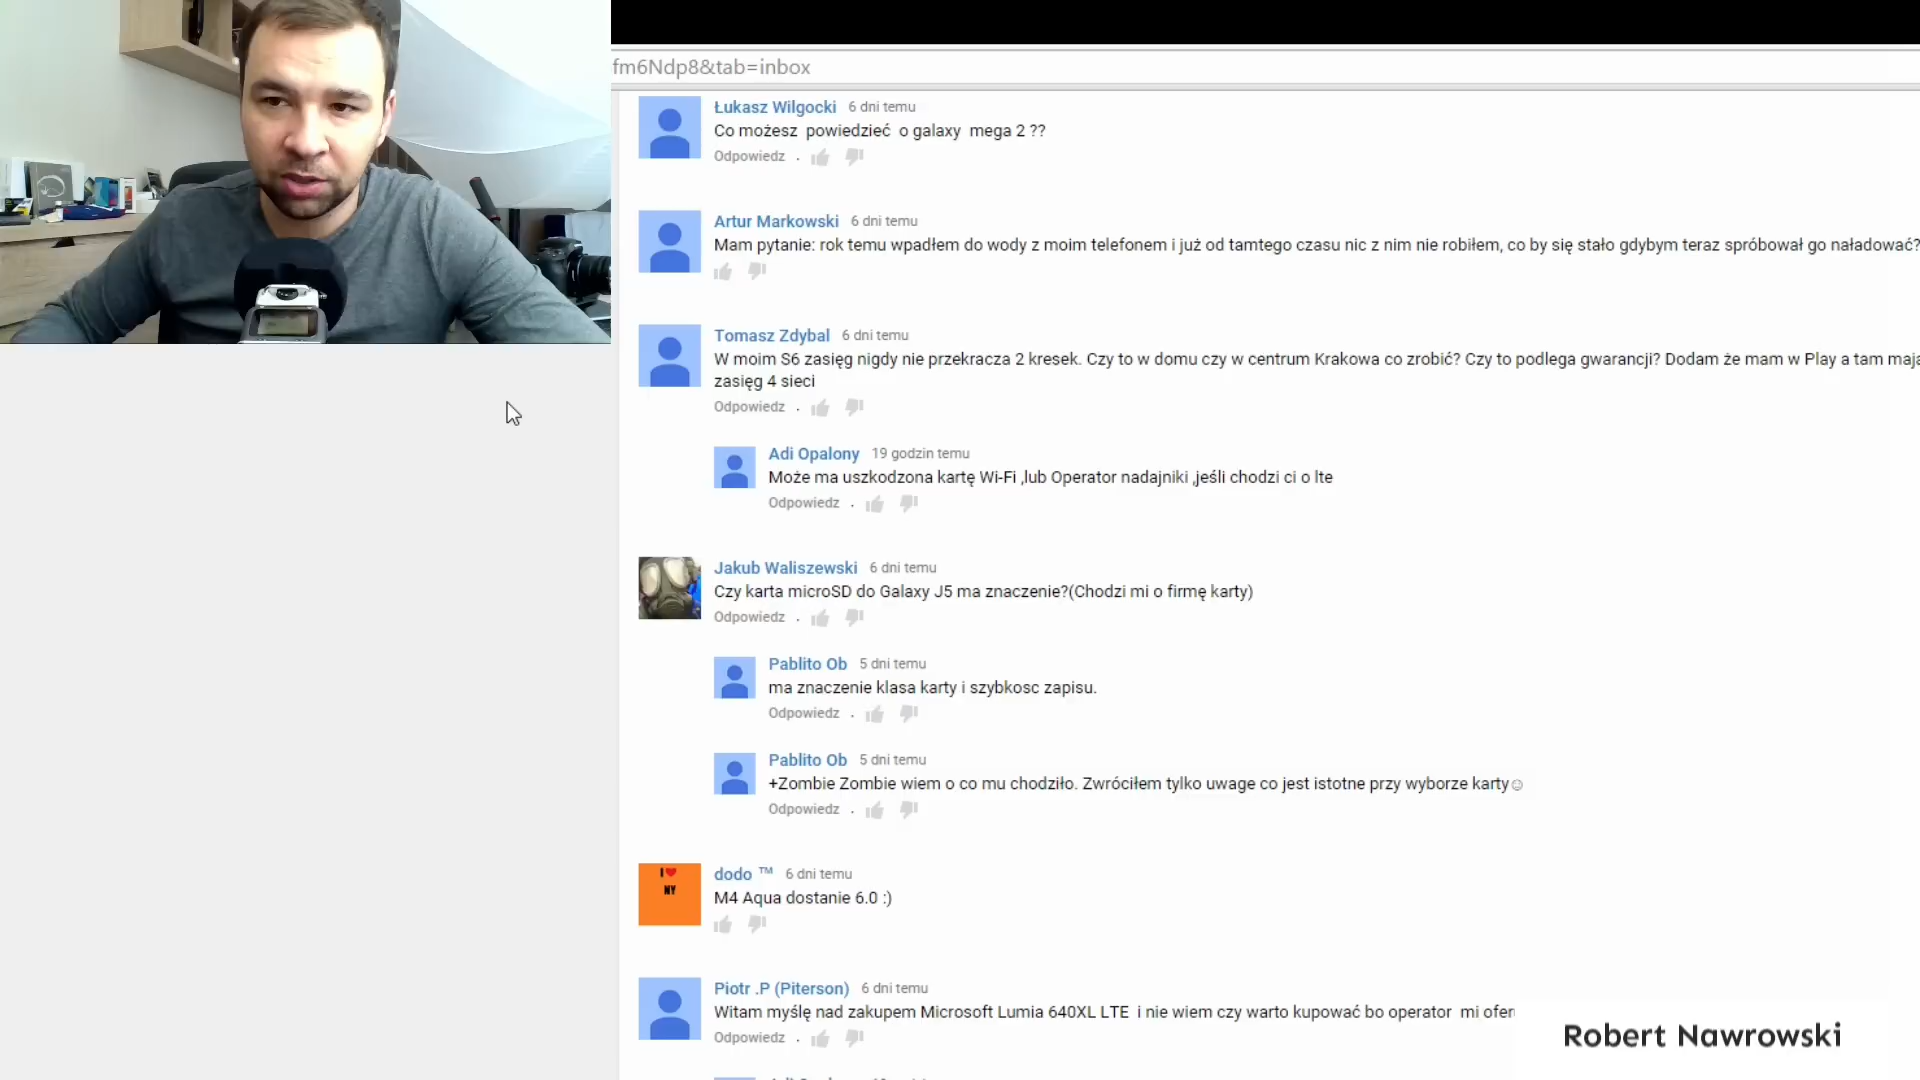 fm6Ndp8&tab=inbox
Łukasz Wilgocki 6 dni temu
Co możesz powiedzieć o galaxy mega 2 ??
Odpowiedz .
Artur Markowski 6 dni temu
Mam pytanie: rok temu wpadłem do wody z moim telefonem i już od tamtego czasu nic z nim nie robiłem, co by się stało gdybym teraz spróbował go naładować?
Tomasz Zdybal 6 dni temu
W moim S6 zasięg nigdy nie przekracza 2 kresek. Czy to w domu czy w centrum Krakowa co zrobić? Czy to podlega gwarancji? Dodam że mam w Play a tam mają
zasięg 4 sieci
Odpowiedz .
Adi Opalony 19 godzin temu
Może ma uszkodzona kartę Wi-Fi ,lub Operator nadajniki ,jeśli chodzi ci o lte
Odpowiedz .
Jakub Waliszewski 6 dni temu
Czy karta microSD do Galaxy J5 ma znaczenie?(Chodzi mi o firmę karty)
Odpowiedz .
Pablito Ob 5 dni temu
ma znaczenie klasa karty i szybkosc zapisu.
Odpowiedz .
Pablito Ob 5 dni temu
+Zombie Zombie wiem o co mu chodziło. Zwróciłem tylko uwage co jest istotne przy wyborze karty☺
Odpowiedz .
I ♥
NY
dodo ™ 6 dni temu
M4 Aqua dostanie 6.0 :)
Piotr .P (Piterson) 6 dni temu
Witam myślę nad zakupem Microsoft Lumia 640XL LTE i nie wiem czy warto kupować bo operator mi ofer
Odpowiedz .
Robert Nawrowski